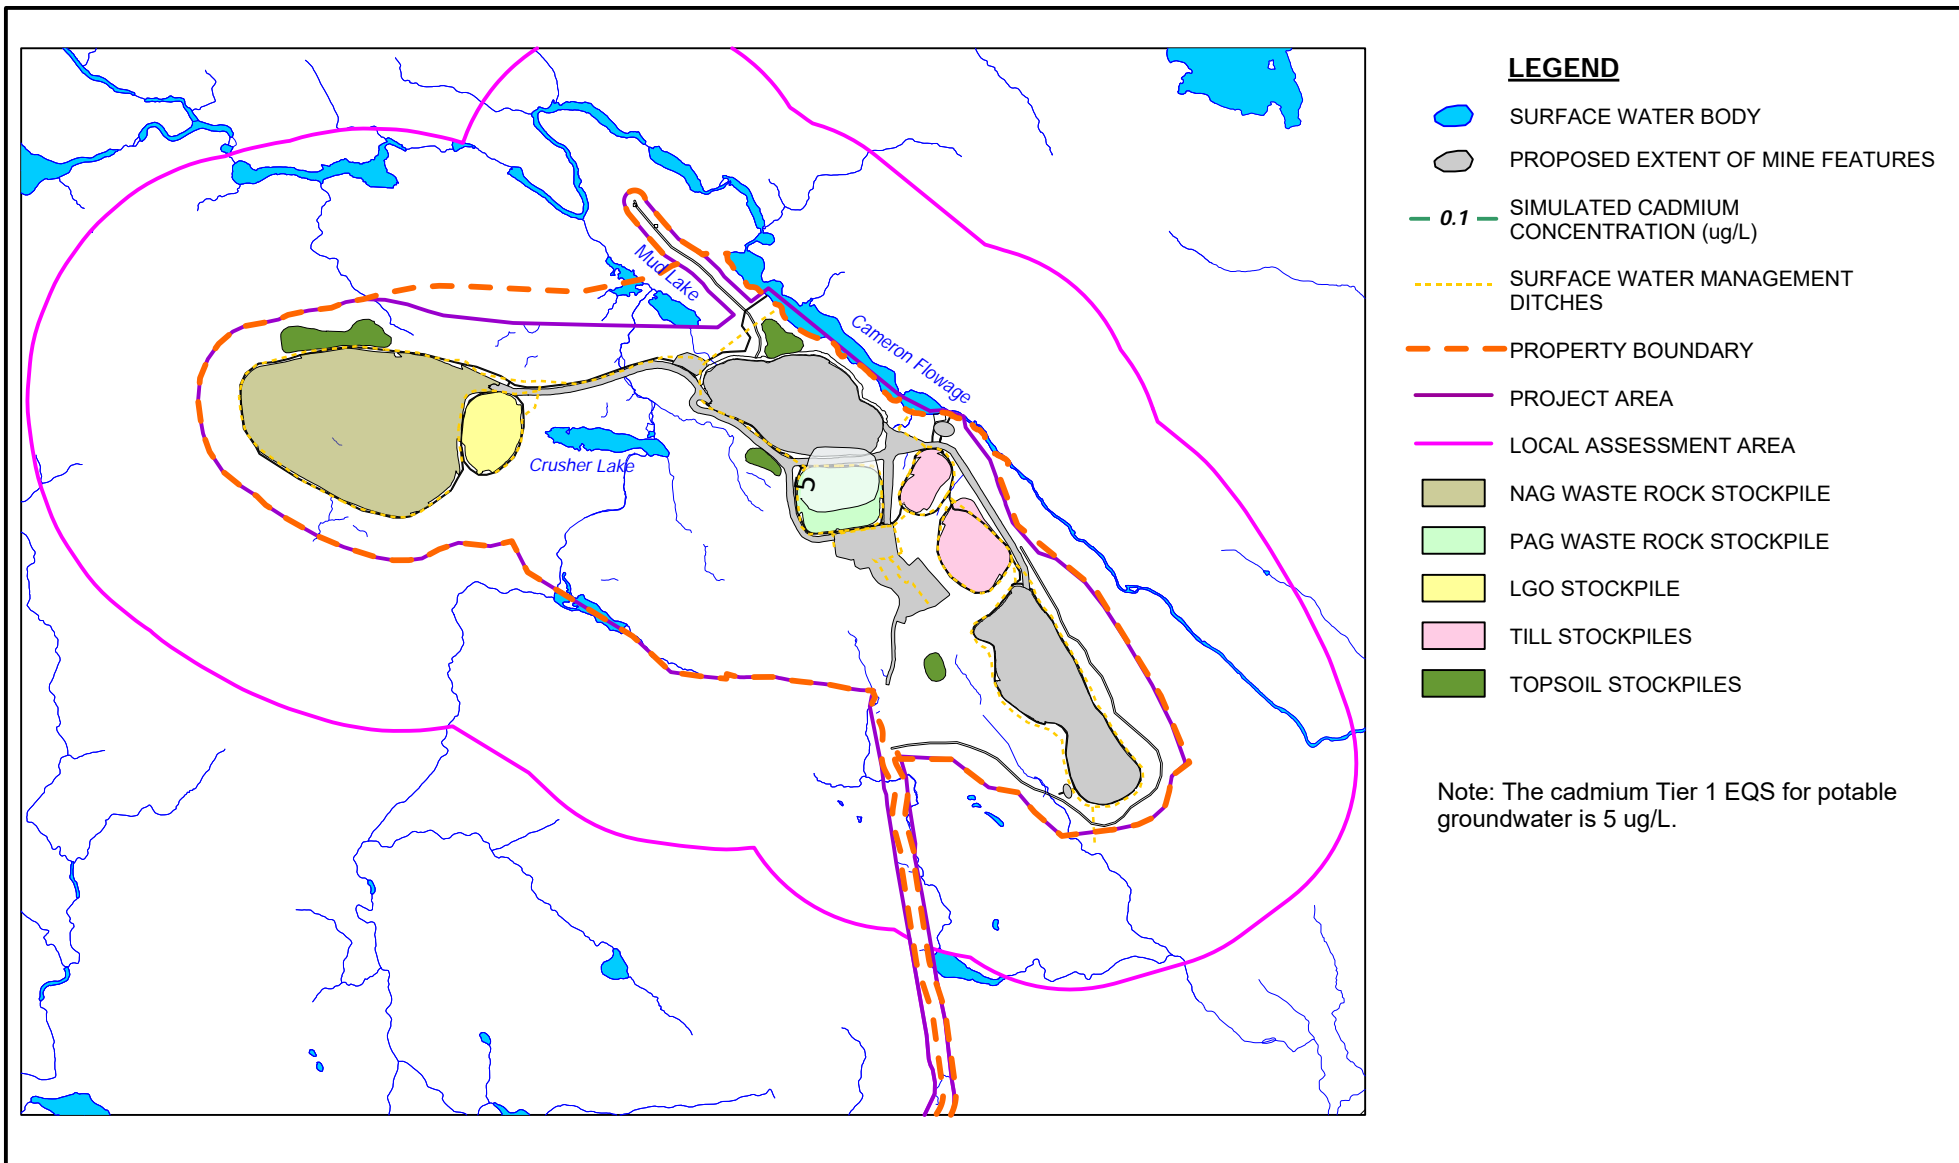 LEGEND
SURFACE WATER BODY
PROPOSED EXTENT OF MINE FEATURES
0.1
SIMULATED CADMIUM
CONCENTRATION (ug/L)
SURFACE WATER MANAGEMENT
DITCHES
PROPERTY BOUNDARY
PROJECT AREA
LOCAL ASSESSMENT AREA
NAG WASTE ROCK STOCKPILE
PAG WASTE ROCK STOCKPILE
LGO STOCKPILE
TILL STOCKPILES
TOPSOIL STOCKPILES
Note: The cadmium Tier 1 EQS for potable
groundwater is 5 ug/L.
Mud Lake
Cameron Flowage
Crusher Lake
5